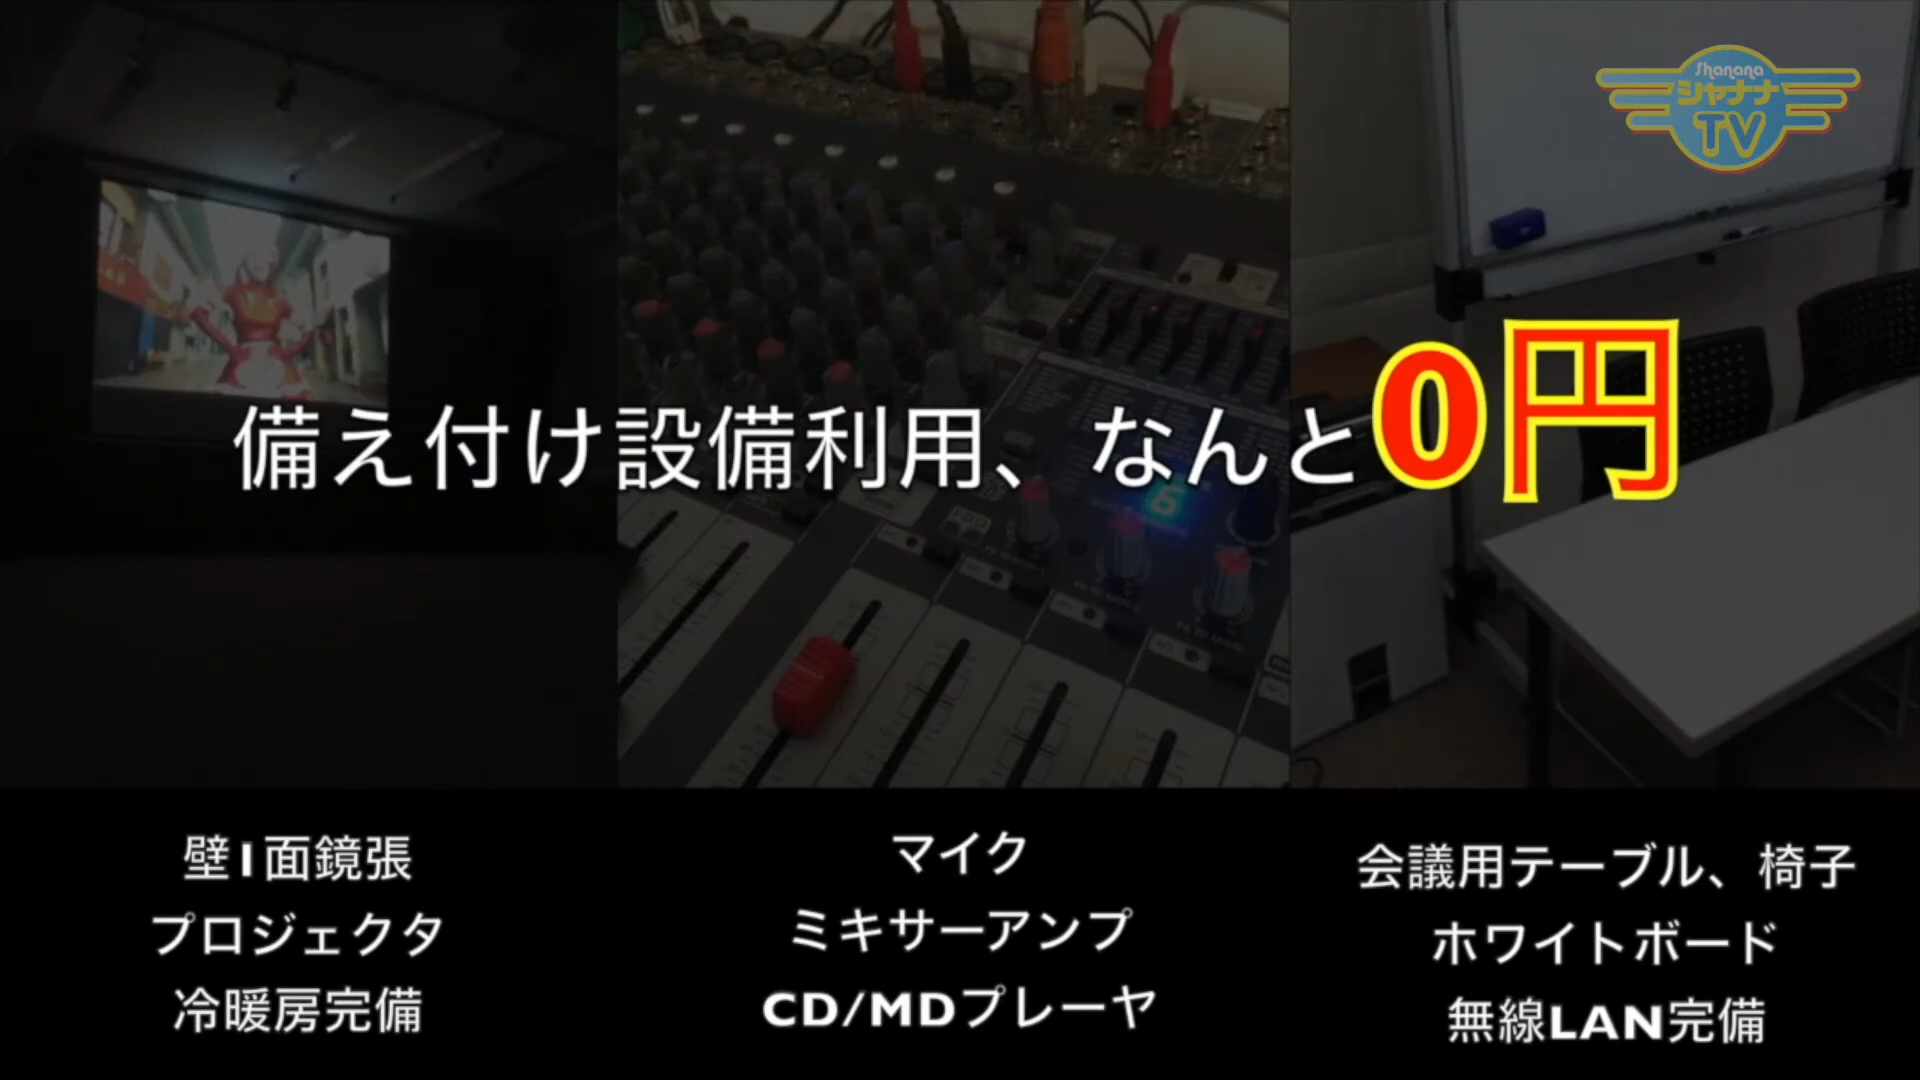 Shanana
シャナナ
TV
備え付け設備利用、なんと0円
6
壁1面鏡張
プロジェクタ
冷暖房完備
マイク
ミキサーアンプ
CD/MDプレーヤ
会議用テーブル、椅子
ホワイトボード
無線LAN完備